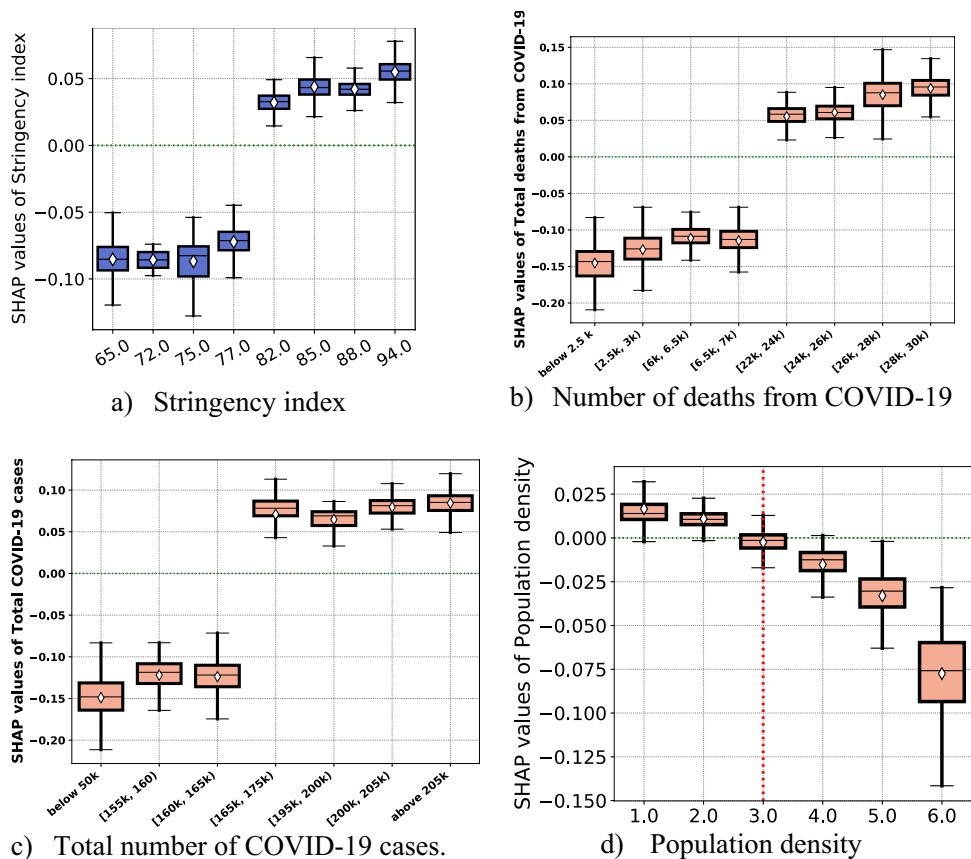 SHAP values of Stringency index
0.05
0.00
−0.05
−0.10
65.0
72.0
75.0
77.0
82.0
85.0
88.0
94.0
a) Stringency index
SHAP values of Total deaths from COVID-19
0.15
0.10
0.05
0.00
−0.05
−0.10
−0.15
−0.20
below 2.5 k
[2.5k, 3k)
[6k, 6.5k)
[6.5k, 7k)
[22k, 24k)
[24k, 26k)
[26k, 28k)
[28k, 30k)
b) Number of deaths from COVID-19
SHAP values of Total COVID-19 cases
0.10
0.05
0.00
−0.05
−0.10
−0.15
−0.20
below 50k
[155k, 160)
[160k, 165k)
[165k, 175k)
[195k, 200k)
[200k, 205k)
above 205k
c) Total number of COVID-19 cases.
SHAP values of Population density
0.025
0.000
−0.025
−0.050
−0.075
−0.100
−0.125
−0.150
1.0
2.0
3.0
4.0
5.0
6.0
d) Population density